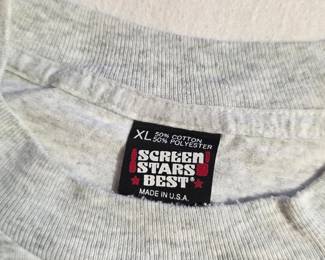 XL 50% COTTON
50% POLYESTER
SCREEN
STARS
BEST®
MADE IN U.S.A.